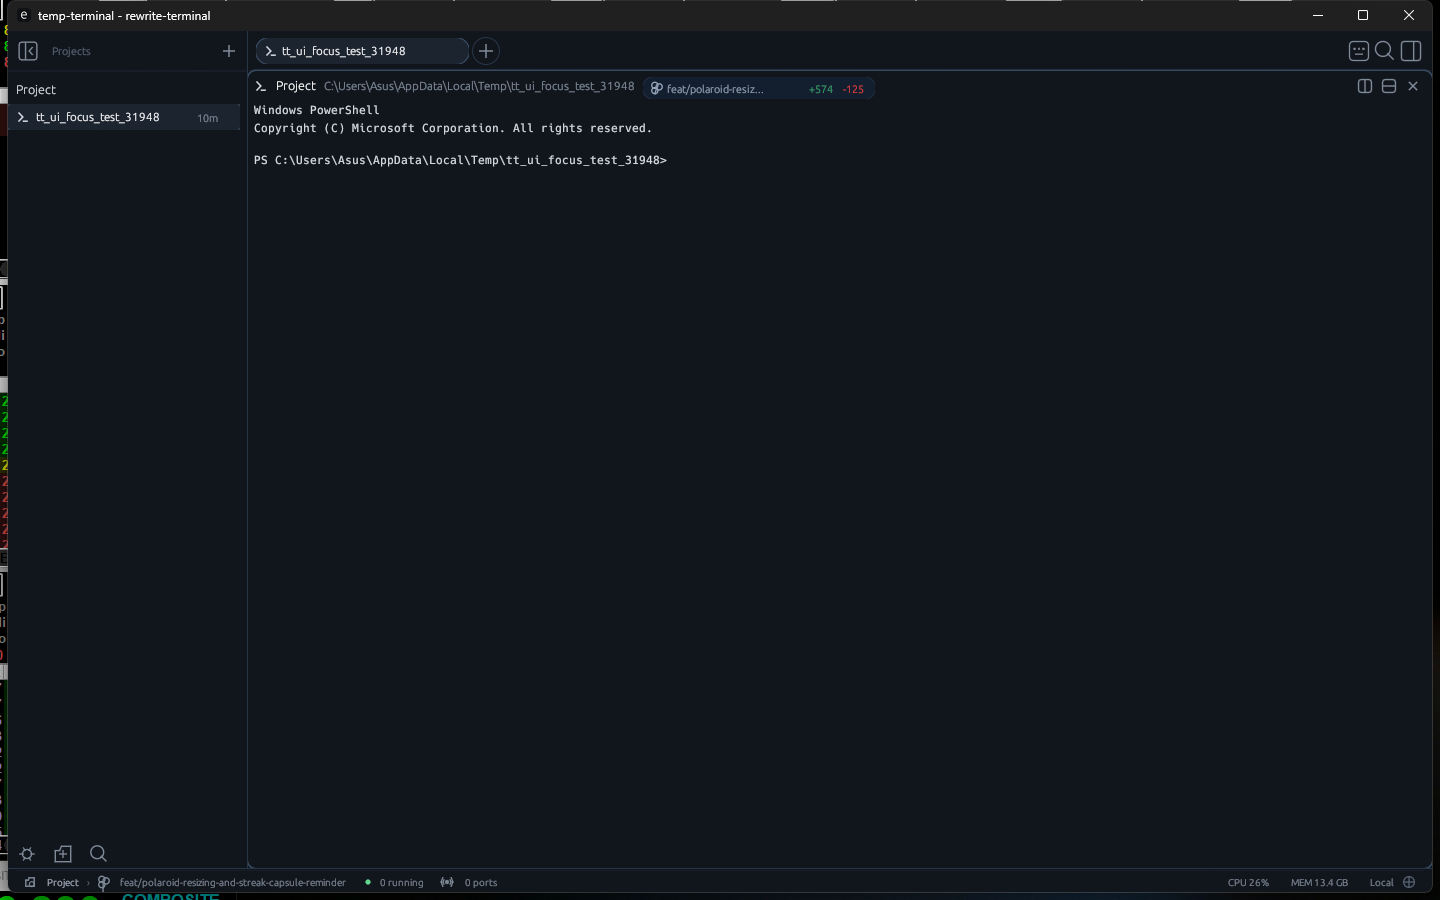 temp-terminal - rewrite-terminal
Projects
tt_ui_focus_test_31948
Project
tt_ui_focus_test_31948 10m
Project C:\Users\Asus\AppData\Local\Temp\tt_ui_focus_test_31948 feat/polaroid-resiz... +574 -125
Windows PowerShell
Copyright (C) Microsoft Corporation. All rights reserved.
PS C:\Users\Asus\AppData\Local\Temp\tt_ui_focus_test_31948>
Project › feat/polaroid-resizing-and-streak-capsule-reminder 0 running 0 ports CPU 26% MEM 13.4 GB Local
COMPOSITE